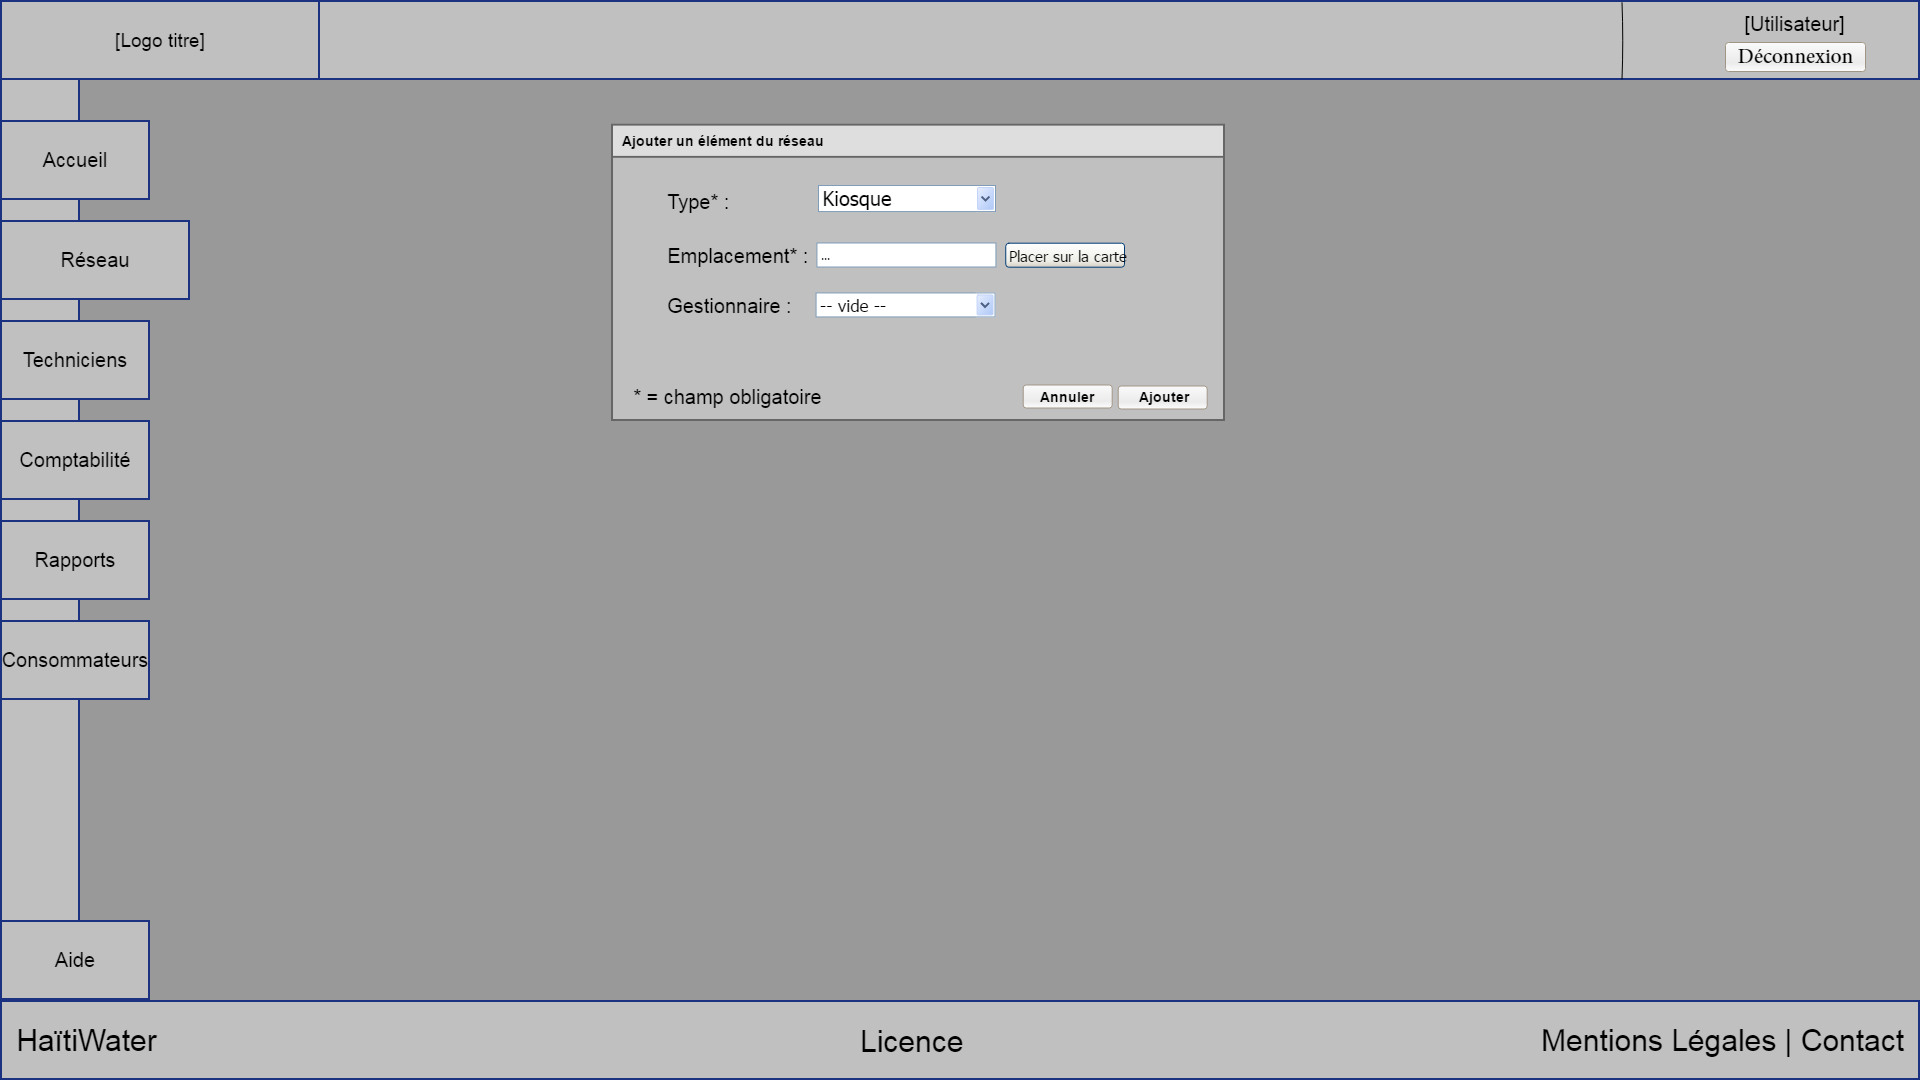 [Logo titre]
[Utilisateur]
Déconnexion
Accueil
Réseau
Techniciens
Comptabilité
Rapports
Consommateurs
Aide
Ajouter un élément du réseau
Type* :
Kiosque
Emplacement* :
...
Placer sur la carte
Gestionnaire :
-- vide --
* = champ obligatoire
Annuler
Ajouter
HaïtiWater
Licence
Mentions Légales | Contact